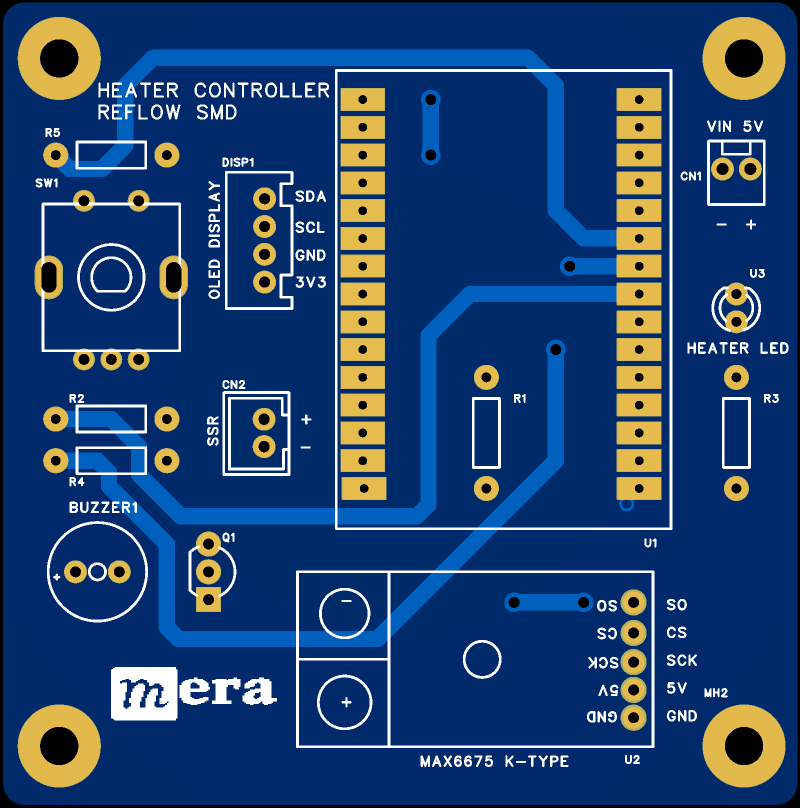 HEATER CONTROLLER
REFLOW SMD
R5
SW1
DISP1
OLED DISPLAY
SDA
SCL
GND
3V3
VIN 5V
CN1
- +
U3
HEATER LED
R2
R4
CN2
SSR
+
-
R1
R3
BUZZER1
+
Q1
U1
-
+
SO
CS
SCK
5V
GND
SO
CS
SCK
5V
GND
MH2
mera
MAX6675 K-TYPE
U2